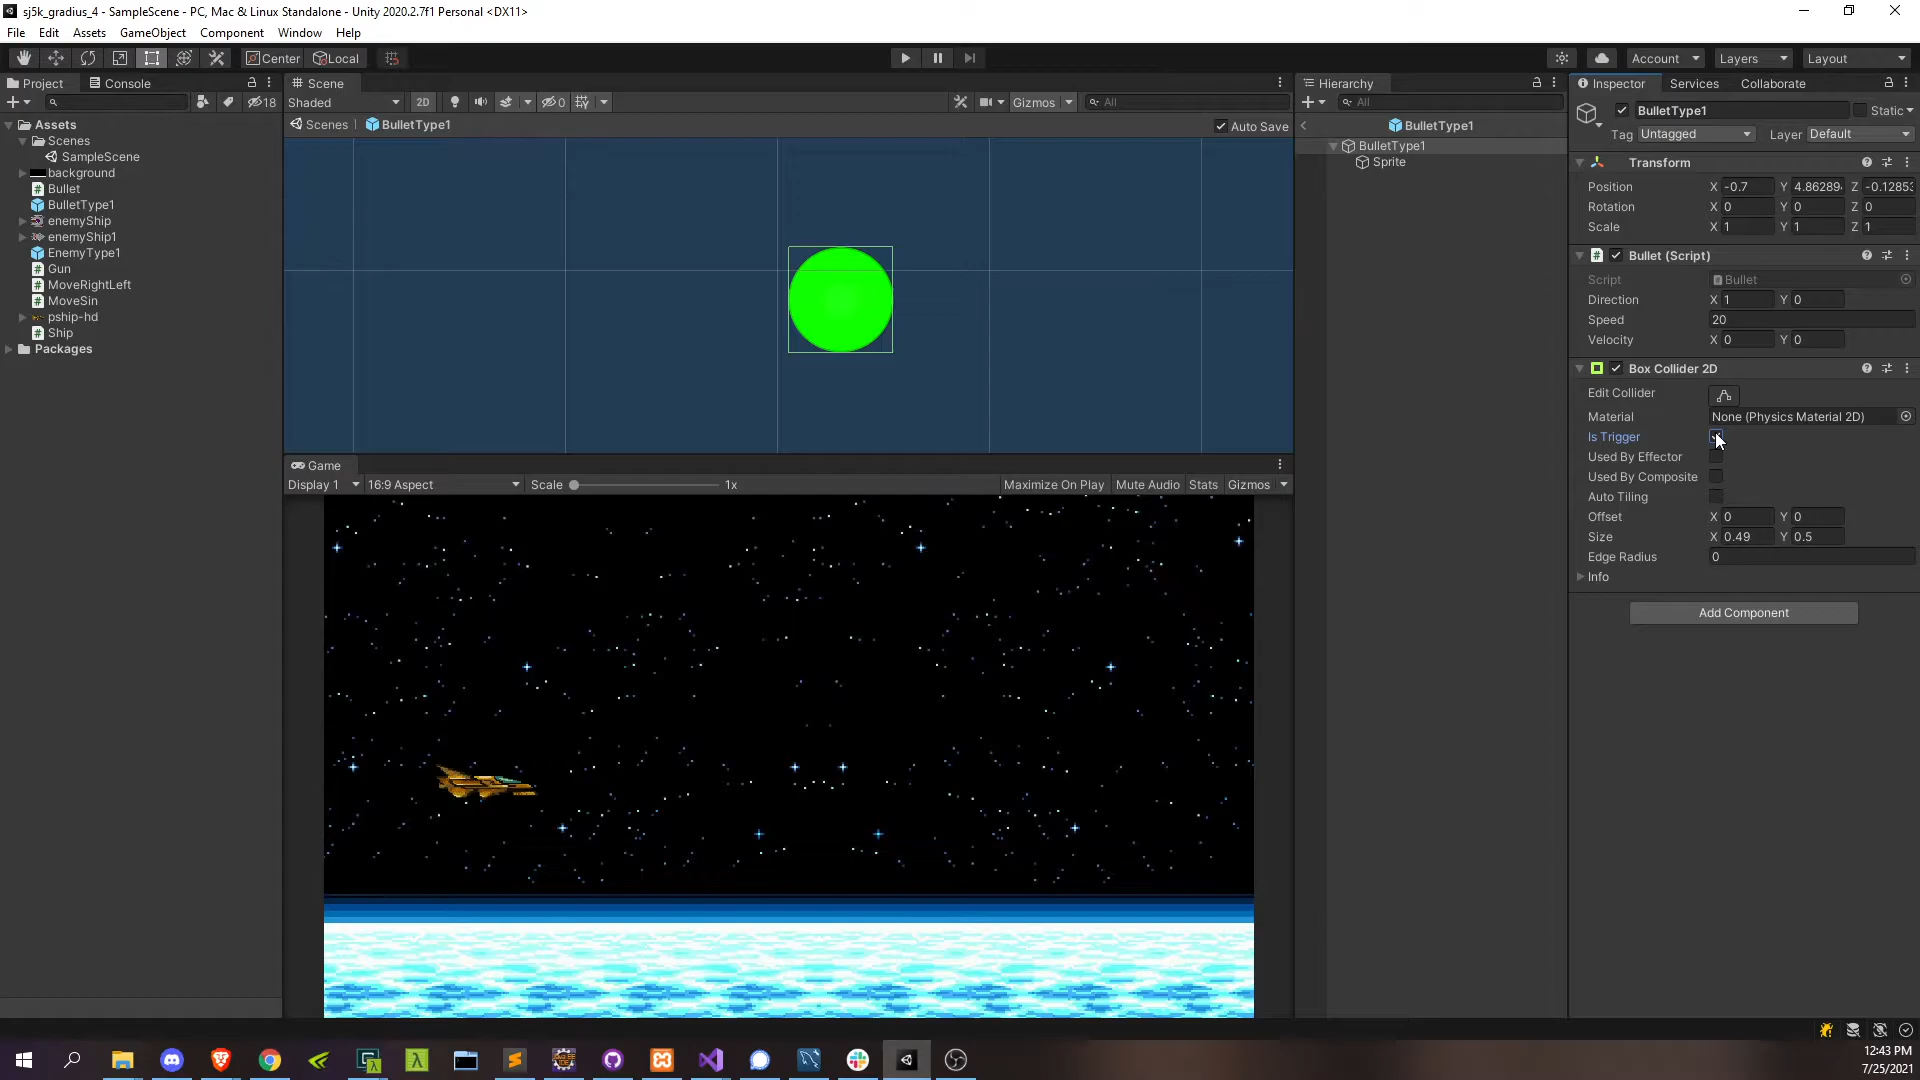 sj5k_gradius_4 - SampleScene - PC, Mac & Linux Standalone - Unity 2020.2.7f1 Personal <DX11>
File Edit Assets GameObject Component Window Help
Center Local Account Layers Layout
Project Console
18
Assets
Scenes
SampleScene
background
Bullet
BulletType1
enemyShip
enemyShip1
EnemyType1
Gun
MoveRightLeft
MoveSin
pship-hd
Ship
Packages
Scene
Shaded 2D 0 Gizmos All
Scenes BulletType1 Auto Save
Game
Display 1 16:9 Aspect Scale 1x Maximize On Play Mute Audio Stats Gizmos
Hierarchy
All
BulletType1
BulletType1
Sprite
Inspector Services Collaborate
BulletType1 Static
Tag Untagged Layer Default
Transform
Position X -0.7 Y 4.86289 Z -0.1285
Rotation X 0 Y 0 Z 0
Scale X 1 Y 1 Z 1
Bullet (Script)
Script Bullet
Direction X 1 Y 0
Speed 20
Velocity X 0 Y 0
Box Collider 2D
Edit Collider
Material None (Physics Material 2D)
Is Trigger
Used By Effector
Used By Composite
Auto Tiling
Offset X 0 Y 0
Size X 0.49 Y 0.5
Edge Radius 0
Info
Add Component
12:43 PM
7/25/2021